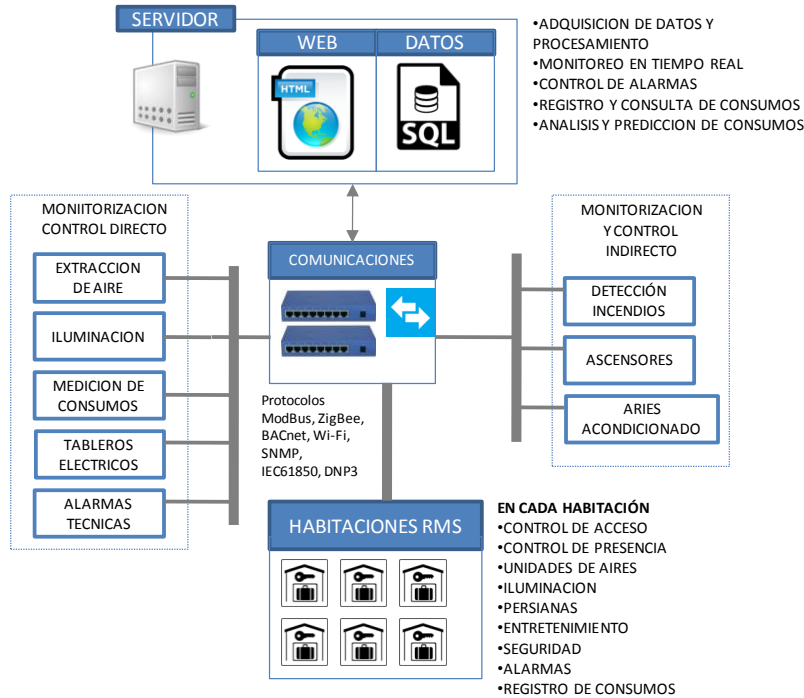 SERVIDOR
WEB
DATOS
HTML
SQL
•ADQUISICION DE DATOS Y
PROCESAMIENTO
•MONITOREO EN TIEMPO REAL
•CONTROL DE ALARMAS
•REGISTRO Y CONSULTA DE CONSUMOS
•ANALISIS Y PREDICCION DE CONSUMOS
MONIITORIZACION
CONTROL DIRECTO
EXTRACCION
DE AIRE
ILUMINACION
MEDICION DE
CONSUMOS
TABLEROS
ELECTRICOS
ALARMAS
TECNICAS
COMUNICACIONES
Protocolos
ModBus, ZigBee,
BACnet, Wi-Fi,
SNMP,
IEC61850, DNP3
MONITORIZACION
Y CONTROL
INDIRECTO
DETECCIÓN
INCENDIOS
ASCENSORES
ARIES
ACONDICIONADO
HABITACIONES RMS
EN CADA HABITACIÓN
•CONTROL DE ACCESO
•CONTROL DE PRESENCIA
•UNIDADES DE AIRES
•ILUMINACION
•PERSIANAS
•ENTRETENIMIENTO
•SEGURIDAD
•ALARMAS
•REGISTRO DE CONSUMOS